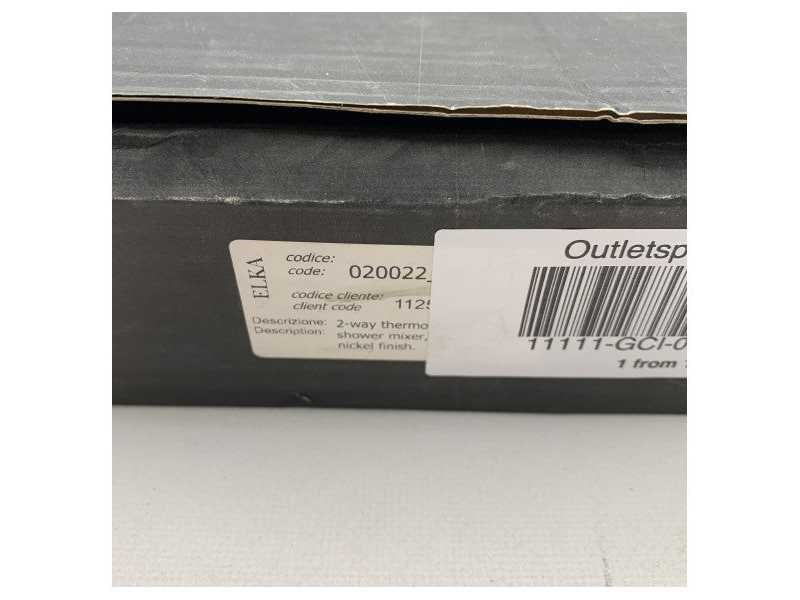 ELKA
codice:
code: 020022_
codice cliente:
client code 1125
Descrizione: 2-way thermo
Description: shower mixer,
nickel finish.
Outletsp
11111-GCI-0
1 from 1